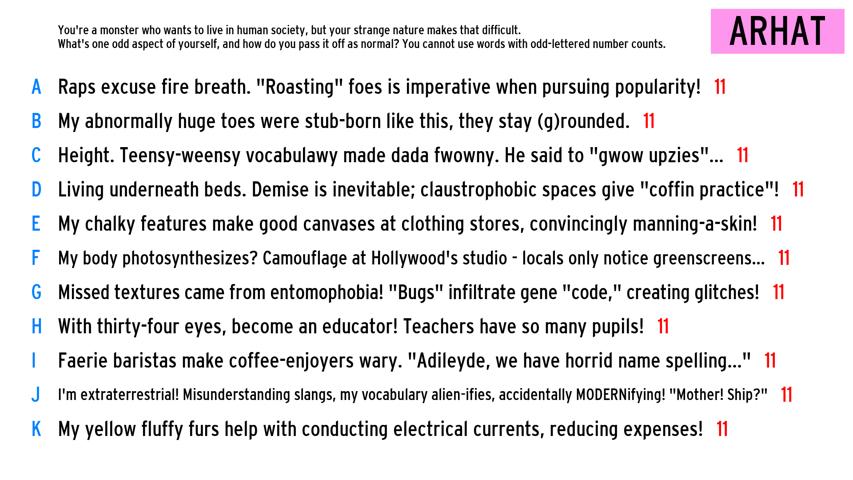 You're a monster who wants to live in human society, but your strange nature makes that difficult.
What's one odd aspect of yourself, and how do you pass it off as normal? You cannot use words with odd-lettered number counts.
ARHAT
A Raps excuse fire breath. "Roasting" foes is imperative when pursuing popularity! 11
B My abnormally huge toes were stub-born like this, they stay (g)rounded. 11
C Height. Teensy-weensy vocabulawy made dada fwowny. He said to "gwow upzies"... 11
D Living underneath beds. Demise is inevitable; claustrophobic spaces give "coffin practice"! 11
E My chalky features make good canvases at clothing stores, convincingly manning-a-skin! 11
F My body photosynthesizes? Camouflage at Hollywood's studio - locals only notice greenscreens... 11
G Missed textures came from entomophobia! "Bugs" infiltrate gene "code," creating glitches! 11
H With thirty-four eyes, become an educator! Teachers have so many pupils! 11
I Faerie baristas make coffee-enjoyers wary. "Adileyde, we have horrid name spelling..." 11
J I'm extraterrestrial! Misunderstanding slangs, my vocabulary alien-ifies, accidentally MODERNifying! "Mother! Ship?" 11
K My yellow fluffy furs help with conducting electrical currents, reducing expenses! 11